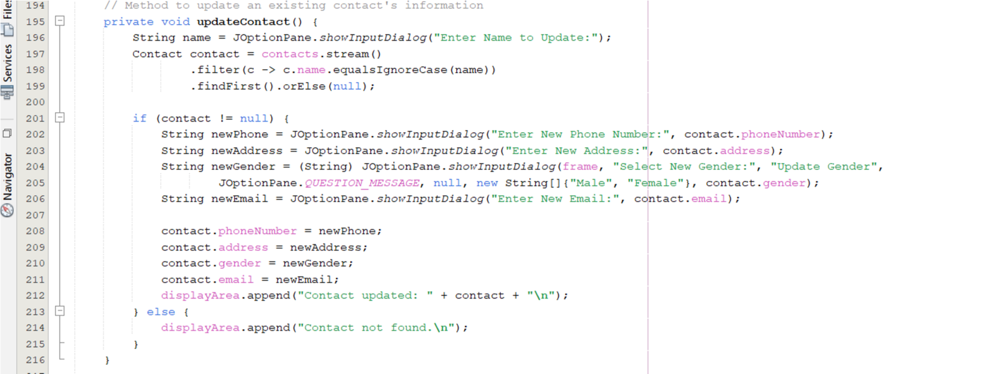 Files
Services
Navigator
194 // Method to update an existing contact's information
195 private void updateContact() {
196 String name = JOptionPane.showInputDialog("Enter Name to Update:");
197 Contact contact = contacts.stream()
198 .filter(c -> c.name.equalsIgnoreCase(name))
199 .findFirst().orElse(null);
200
201 if (contact != null) {
202 String newPhone = JOptionPane.showInputDialog("Enter New Phone Number:", contact.phoneNumber);
203 String newAddress = JOptionPane.showInputDialog("Enter New Address:", contact.address);
204 String newGender = (String) JOptionPane.showInputDialog(frame, "Select New Gender:", "Update Gender",
205 JOptionPane.QUESTION_MESSAGE, null, new String[]{"Male", "Female"}, contact.gender);
206 String newEmail = JOptionPane.showInputDialog("Enter New Email:", contact.email);
207
208 contact.phoneNumber = newPhone;
209 contact.address = newAddress;
210 contact.gender = newGender;
211 contact.email = newEmail;
212 displayArea.append("Contact updated: " + contact + "\n");
213 } else {
214 displayArea.append("Contact not found.\n");
215 }
216 }